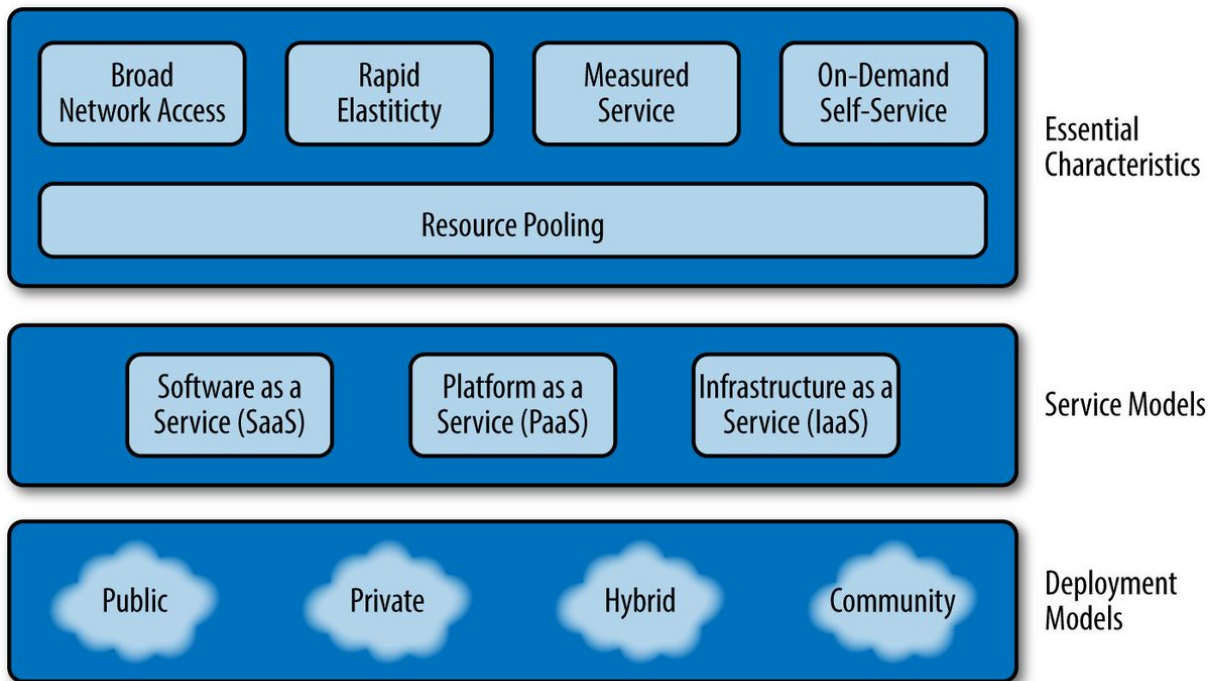 Broad
Network Access
Rapid
Elastiticty
Measured
Service
On-Demand
Self-Service
Essential
Characteristics
Resource Pooling
Software as a
Service (SaaS)
Platform as a
Service (PaaS)
Infrastructure as a
Service (IaaS)
Service Models
Public
Private
Hybrid
Community
Deployment
Models